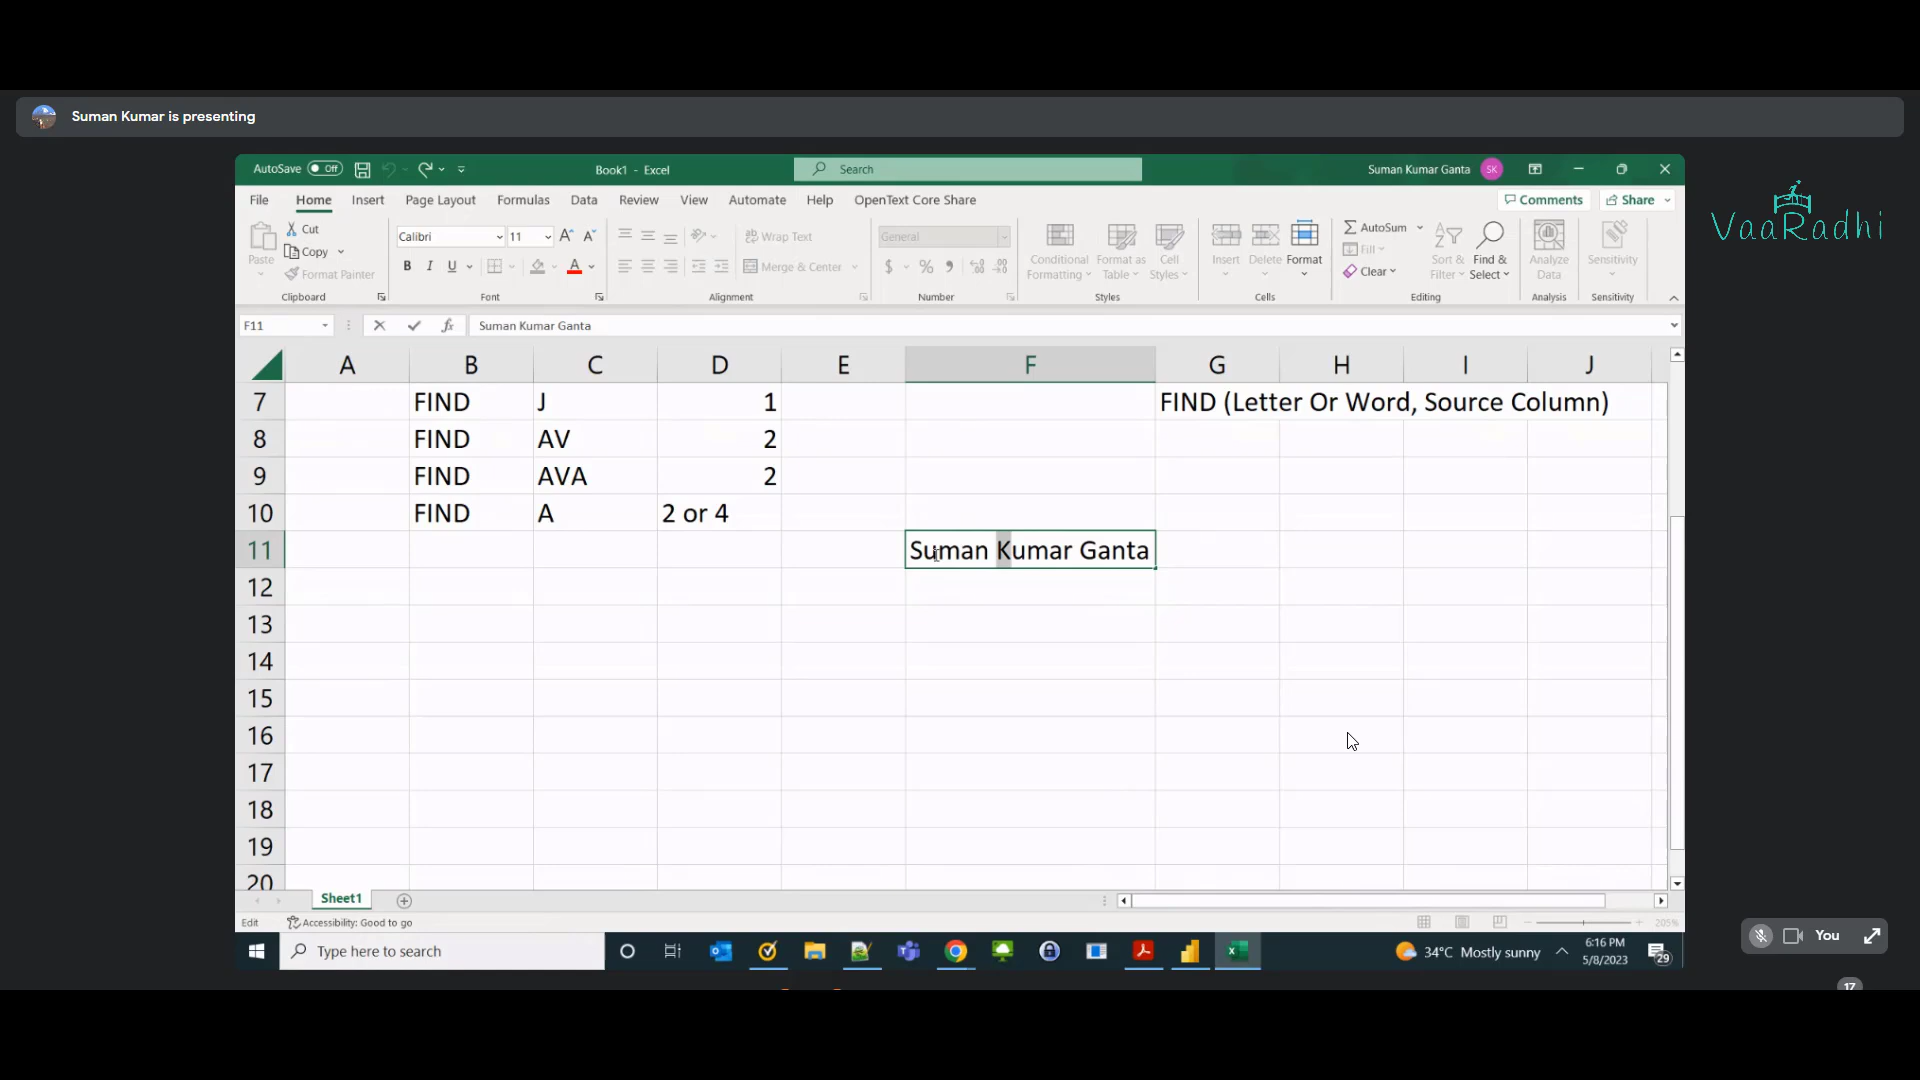 Suman Kumar is presenting
AutoSave Off Book1 - Excel Search Suman Kumar Ganta SK
File Home Insert Page Layout Formulas Data Review View Automate Help OpenText Core Share Comments Share
Paste Cut Copy Format Painter
Calibri 11
B I U A
Wrap Text
Merge & Center
General
$ %
Conditional Formatting Format as Table Cell Styles
Insert Delete Format
AutoSum Fill Clear
Sort & Filter Find & Select
Analyze Data
Sensitivity
Clipboard Font Alignment Number Styles Cells Editing Analysis Sensitivity
F11 fx Suman Kumar Ganta
A B C D E F G H I J
7 FIND J 1 FIND (Letter Or Word, Source Column)
8 FIND AV 2
9 FIND AVA 2
10 FIND A 2 or 4
11 Suman Kumar Ganta
12
13
14
15
16
17
18
19
20
Sheet1
Edit Accessibility: Good to go 205%
Type here to search 34°C Mostly sunny 6:16 PM
5/8/2023 29
VaaRadhi
You
17